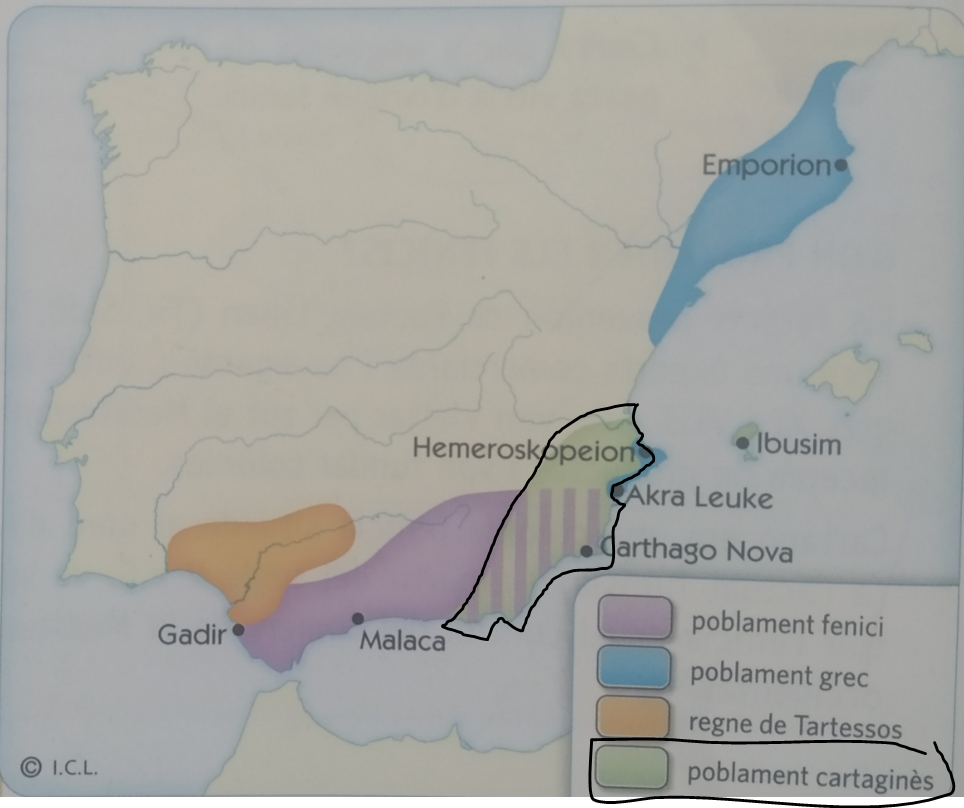 Emporion
Hemeroskopeion
Ibusim
Akra Leuke
Carthago Nova
Gadir
Malaca
poblament fenici
poblament grec
regne de Tartessos
poblament cartaginès
© I.C.L.